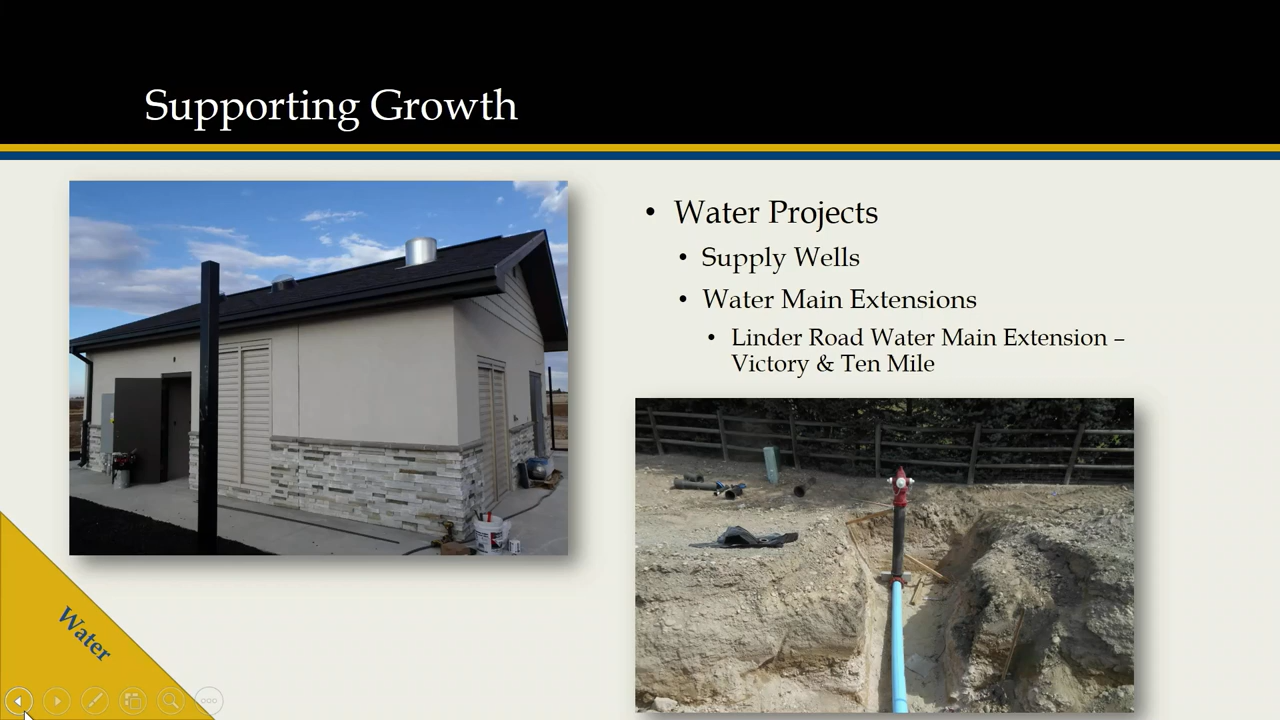 Supporting Growth
• Water Projects
• Supply Wells
• Water Main Extensions
• Linder Road Water Main Extension –
Victory & Ten Mile
Water